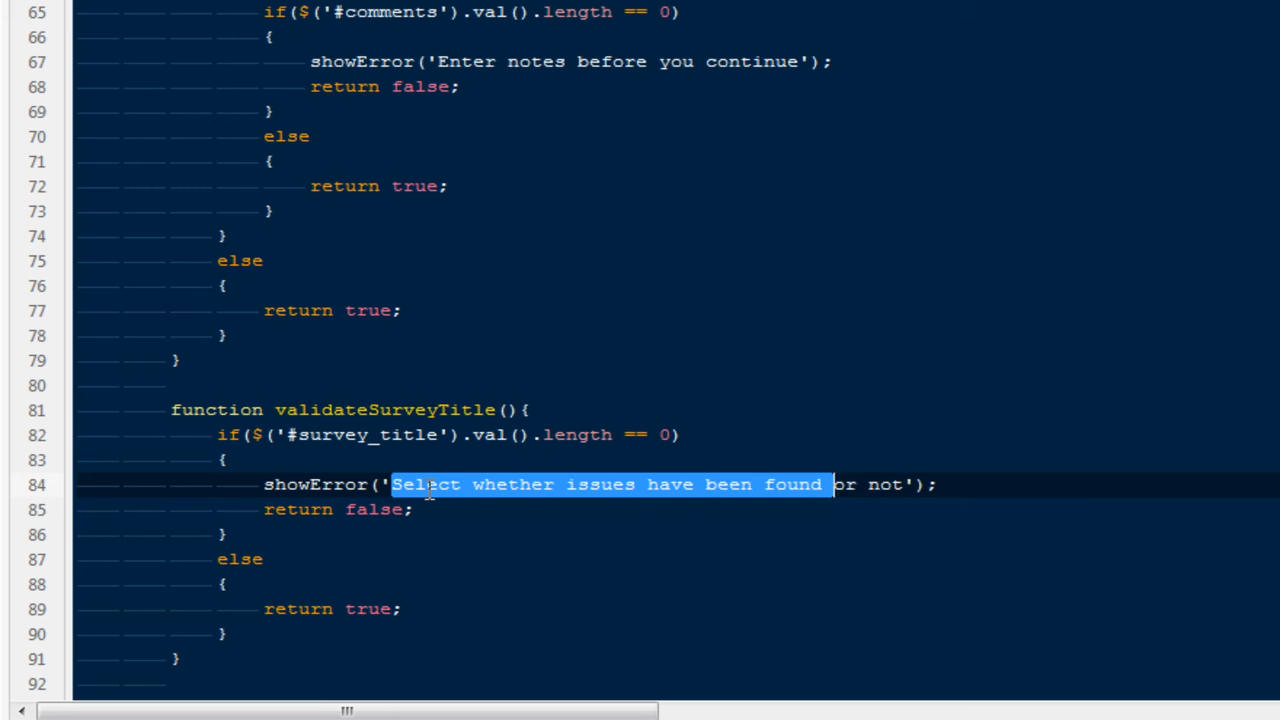 65 if($('#comments').val().length == 0)
66 {
67 showError('Enter notes before you continue');
68 return false;
69 }
70 else
71 {
72 return true;
73 }
74 }
75 else
76 {
77 return true;
78 }
79 }
80
81 function validateSurveyTitle(){
82 if($('#survey_title').val().length == 0)
83 {
84 showError('Select whether issues have been found or not');
85 return false;
86 }
87 else
88 {
89 return true;
90 }
91 }
92